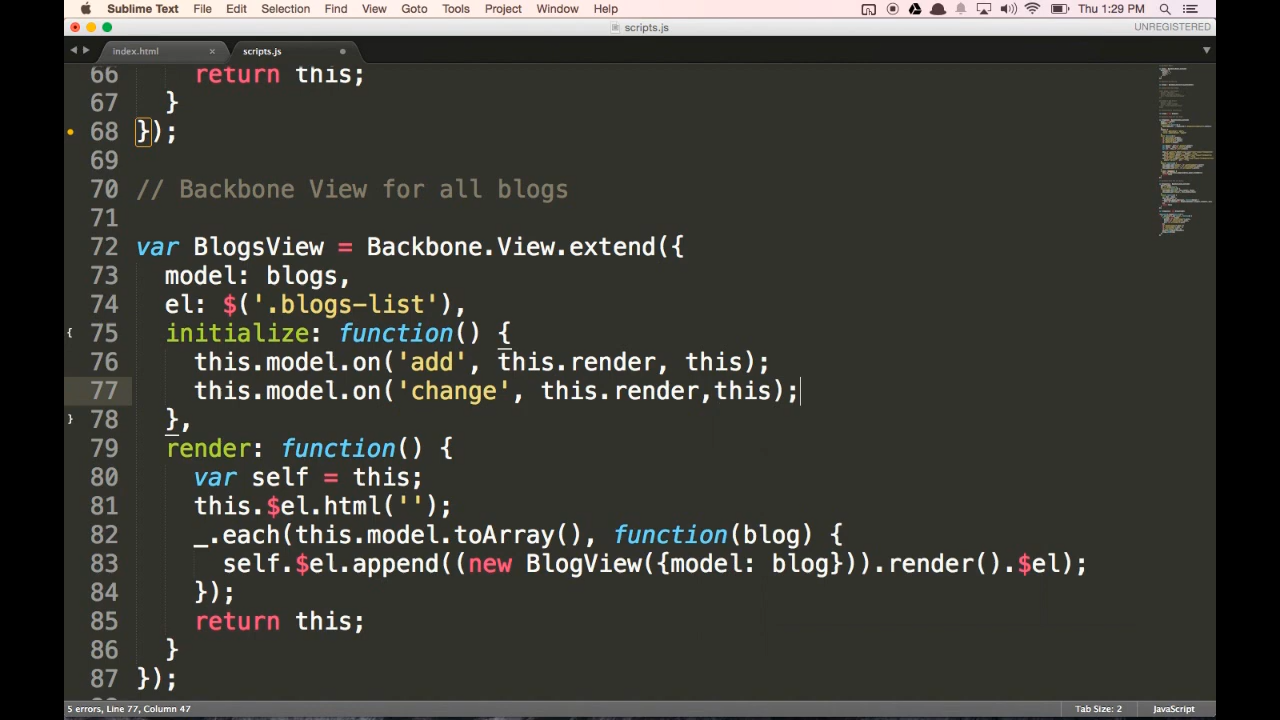 Sublime Text File Edit Selection Find View Goto Tools Project Window Help Thu 1:29 PM
scripts.js UNREGISTERED
index.html × scripts.js
66 return this;
67 }
68 });
69
70 // Backbone View for all blogs
71
72 var BlogsView = Backbone.View.extend({
73 model: blogs,
74 el: $('.blogs-list'),
75 initialize: function() {
76 this.model.on('add', this.render, this);
77 this.model.on('change', this.render,this);
78 },
79 render: function() {
80 var self = this;
81 this.$el.html('');
82 _.each(this.model.toArray(), function(blog) {
83 self.$el.append((new BlogView({model: blog})).render().$el);
84 });
85 return this;
86 }
87 });
5 errors, Line 77, Column 47 Tab Size: 2 JavaScript